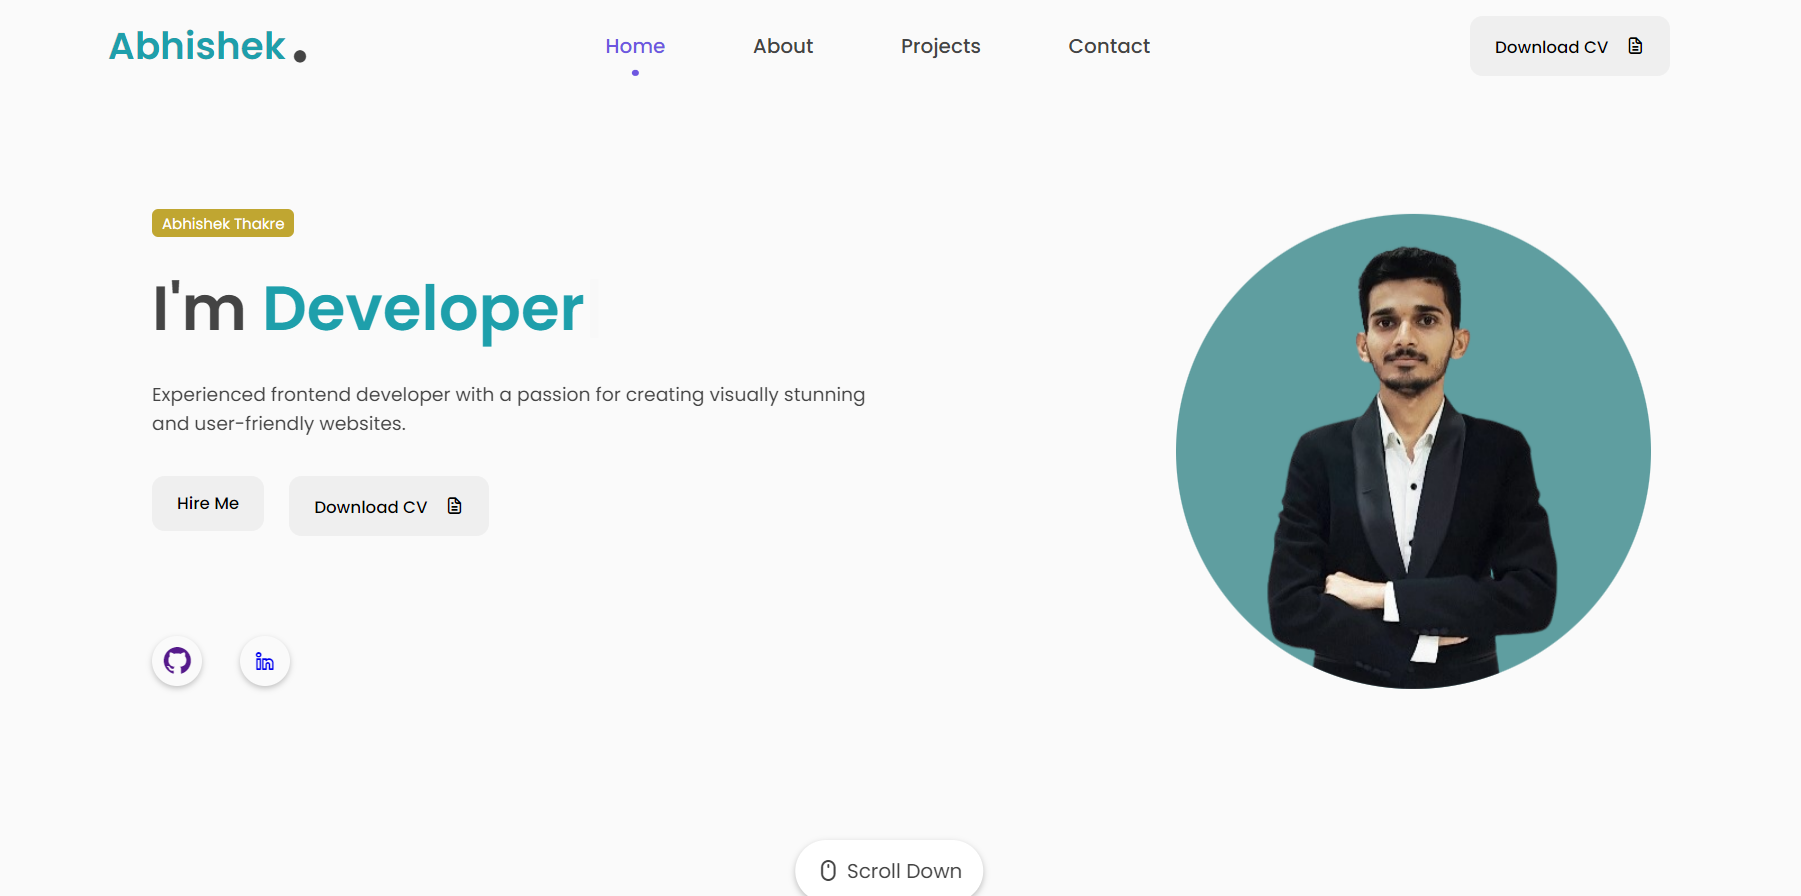 Abhishek .
Home
About
Projects
Contact
Download CV
Abhishek Thakre
I'm Developer
Experienced frontend developer with a passion for creating visually stunning
and user-friendly websites.
Hire Me
Download CV
in
Scroll Down